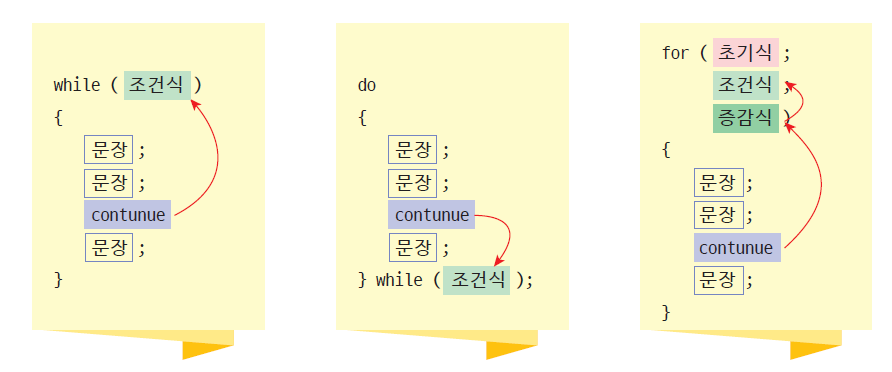 while ( 조건식 )
{
문장 ;
문장 ;
contunue
문장 ;
}
do
{
문장 ;
문장 ;
contunue
문장 ;
} while ( 조건식 );
for ( 초기식 ;
조건식 ;
증감식 )
{
문장 ;
문장 ;
contunue
문장 ;
}